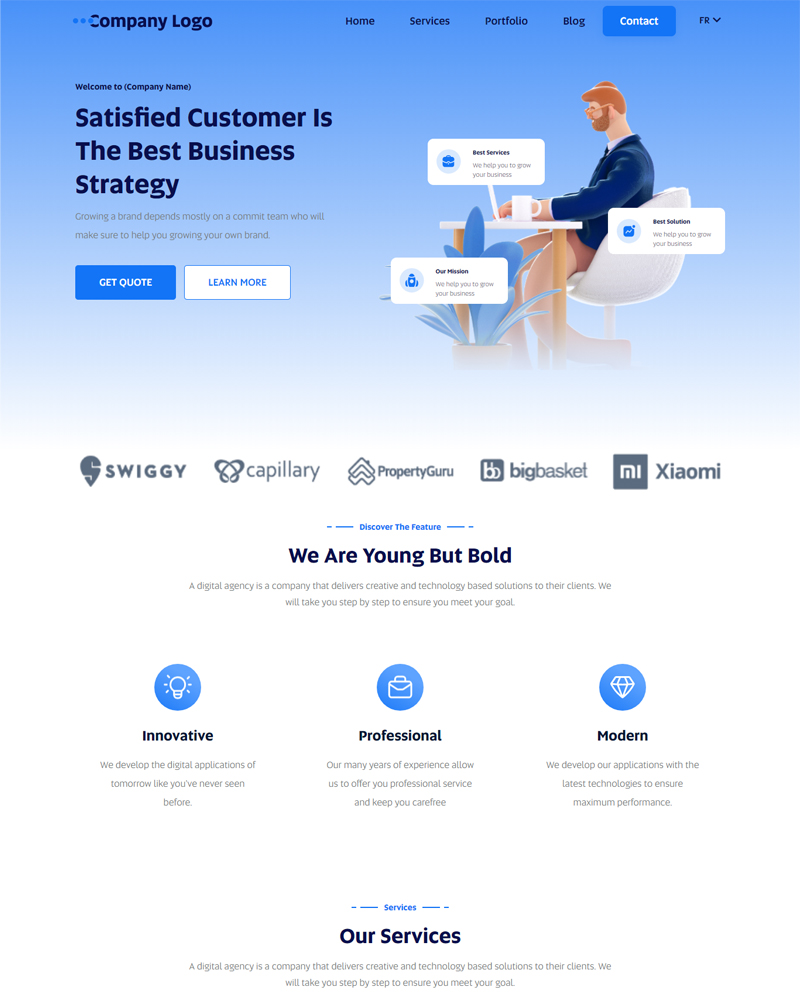 Company Logo
Home Services Portfolio Blog Contact FR
Welcome to (Company Name)
Satisfied Customer Is
The Best Business
Strategy
Growing a brand depends mostly on a commit team who will
make sure to help you growing your own brand.
GET QUOTE LEARN MORE
Best Services
We help you to grow
your business
Best Solution
We help you to grow
your business
Our Mission
We help you to grow
your business
SWIGGY capillary PropertyGuru bb bigbasket mi Xiaomi
Discover The Feature
We Are Young But Bold
A digital agency is a company that delivers creative and technology based solutions to their clients. We
will take you step by step to ensure you meet your goal.
Innovative
We develop the digital applications of
tomorrow like you've never seen
before.
Professional
Our many years of experience allow
us to offer you professional service
and keep you carefree
Modern
We develop our applications with the
latest technologies to ensure
maximum performance.
Services
Our Services
A digital agency is a company that delivers creative and technology based solutions to their clients. We
will take you step by step to ensure you meet your goal.